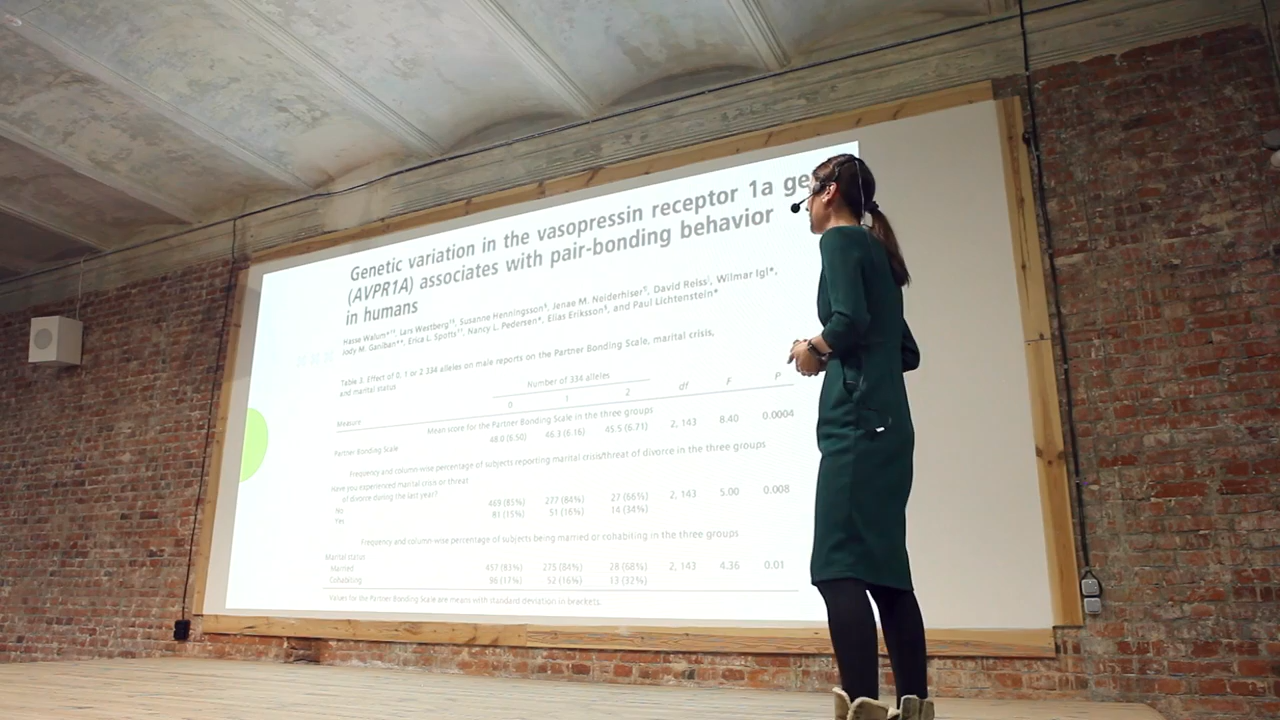 Genetic variation in the vasopressin receptor 1a ge
(AVPR1A) associates with pair-bonding behavior
in humans
Hasse Walum*†‡, Lars Westberg†§, Susanne Henningsson§, Jenae M. Neiderhiser¶, David Reiss‖, Wilmar Igl*,
Jody M. Ganiban**, Erica L. Spotts††, Nancy L. Pedersen*, Elias Eriksson§, and Paul Lichtenstein*
Table 3. Effect of 0, 1 or 2 334 alleles on male reports on the Partner Bonding Scale, marital crisis,
and marital status
Number of 334 alleles
Measure 0 1 2 df F P
Mean score for the Partner Bonding Scale in the three groups
Partner Bonding Scale 48.0 (6.50) 46.3 (6.16) 45.5 (6.71) 2, 143 8.40 0.0004
Frequency and column-wise percentage of subjects reporting marital crisis/threat of divorce in the three groups
Have you experienced marital crisis or threat
of divorce during the last year?
No 469 (85%) 277 (84%) 27 (66%) 2, 143 5.00 0.008
Yes 81 (15%) 51 (16%) 14 (34%)
Frequency and column-wise percentage of subjects being married or cohabiting in the three groups
Marital status
Married 457 (83%) 275 (84%) 28 (68%) 2, 143 4.36 0.01
Cohabiting 96 (17%) 52 (16%) 13 (32%)
Values for the Partner Bonding Scale are means with standard deviation in brackets.